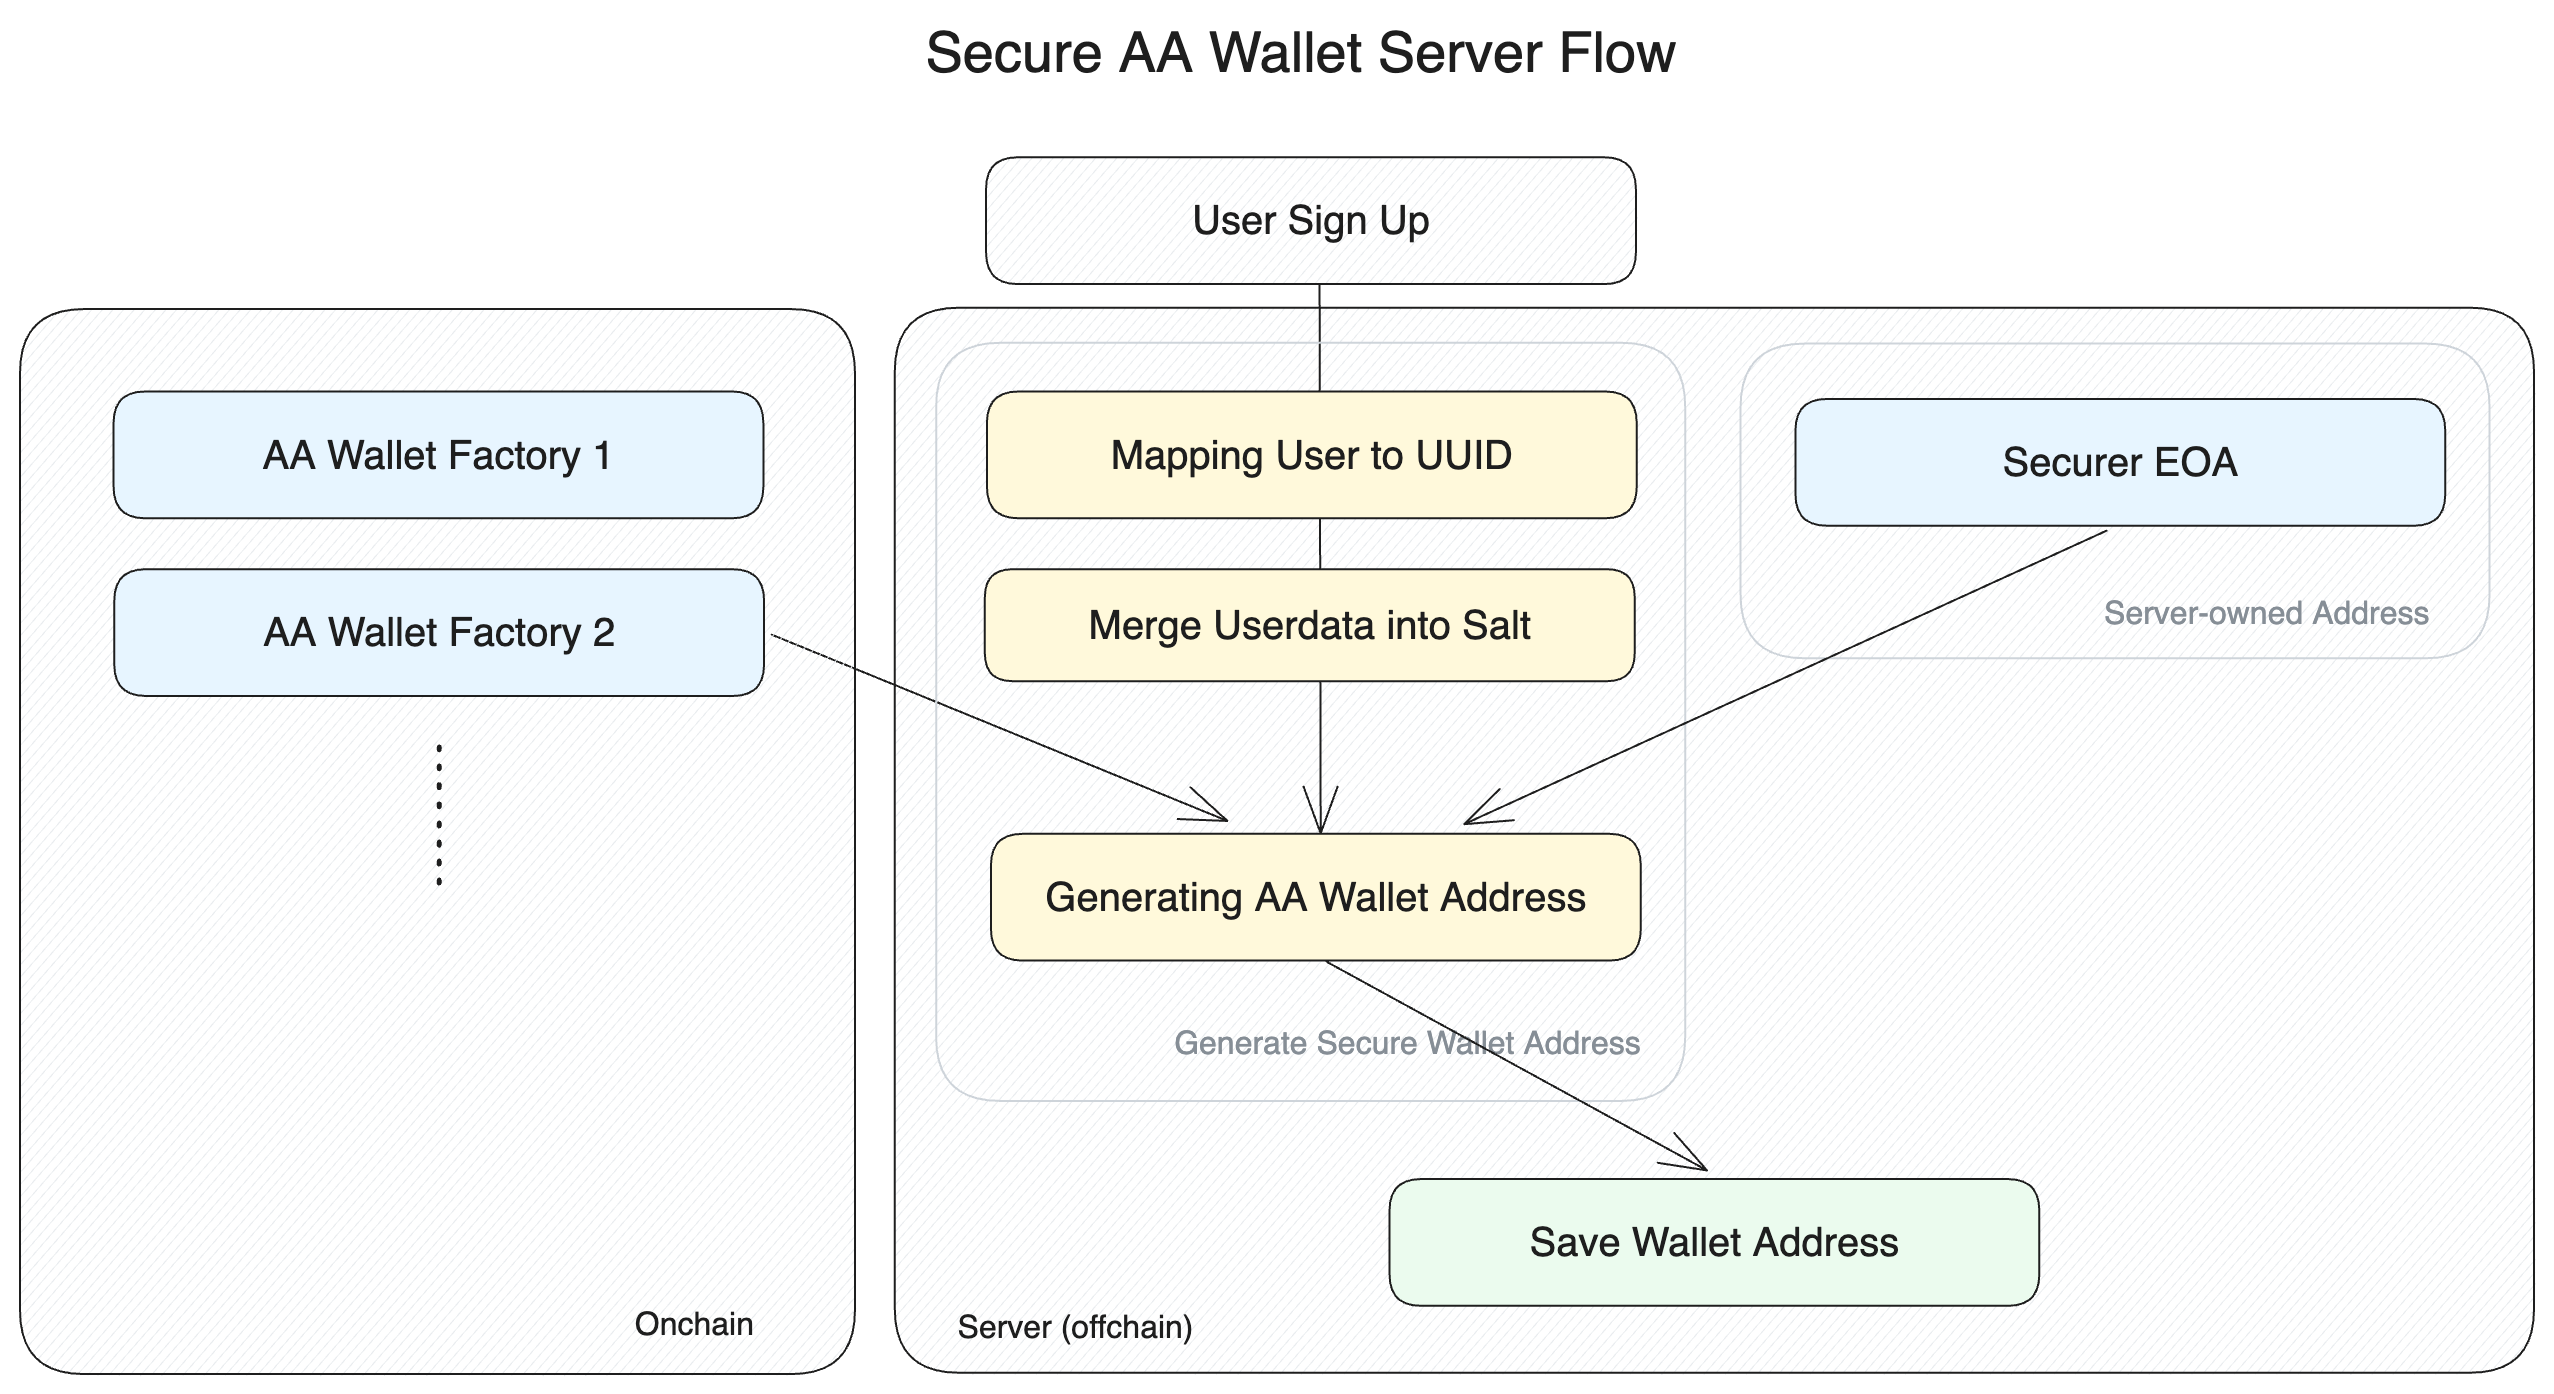 Secure AA Wallet Server Flow
User Sign Up
AA Wallet Factory 1
AA Wallet Factory 2
Onchain
Mapping User to UUID
Merge Userdata into Salt
Generating AA Wallet Address
Generate Secure Wallet Address
Securer EOA
Server-owned Address
Save Wallet Address
Server (offchain)